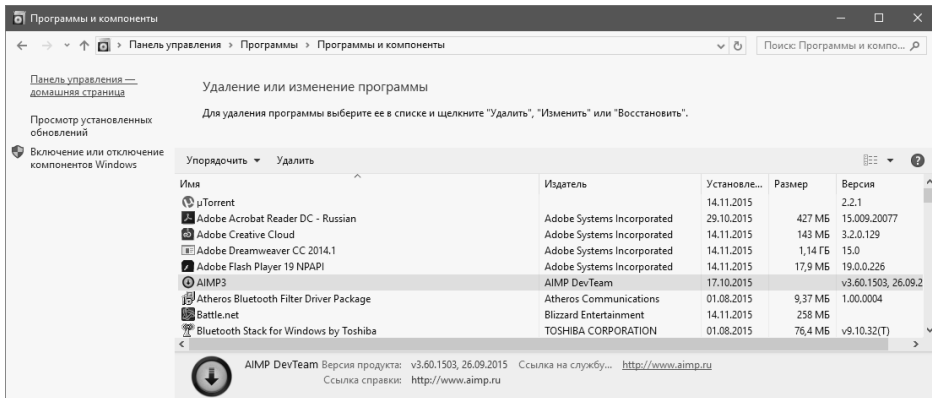 Программы и компоненты
Панель управления > Программы > Программы и компоненты
Поиск: Программы и компо...
Панель управления —
домашняя страница
Просмотр установленных
обновлений
Включение или отключение
компонентов Windows
Удаление или изменение программы
Для удаления программы выберите ее в списке и щелкните "Удалить", "Изменить" или "Восстановить".
Упорядочить Удалить
Имя Издатель Установле... Размер Версия
µTorrent 14.11.2015 2.2.1
Adobe Acrobat Reader DC - Russian Adobe Systems Incorporated 29.10.2015 427 МБ 15.009.20077
Adobe Creative Cloud Adobe Systems Incorporated 14.11.2015 143 МБ 3.2.0.129
Adobe Dreamweaver CC 2014.1 Adobe Systems Incorporated 14.11.2015 1,14 ГБ 15.0
Adobe Flash Player 19 NPAPI Adobe Systems Incorporated 14.11.2015 17,9 МБ 19.0.0.226
AIMP3 AIMP DevTeam 17.10.2015 v3.60.1503, 26.09.2
Atheros Bluetooth Filter Driver Package Atheros Communications 01.08.2015 9,37 МБ 1.00.0004
Battle.net Blizzard Entertainment 14.11.2015 258 МБ
Bluetooth Stack for Windows by Toshiba TOSHIBA CORPORATION 01.08.2015 76,4 МБ v9.10.32(T)
AIMP DevTeam Версия продукта: v3.60.1503, 26.09.2015 Ссылка на службу... http://www.aimp.ru
Ссылка справки: http://www.aimp.ru